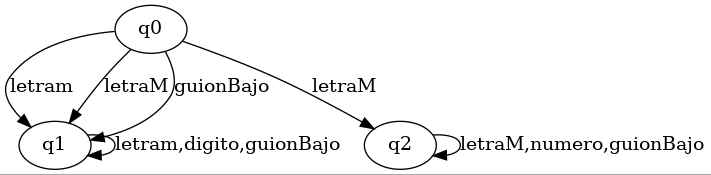 q0
letram
letraM
guionBajo
letraM
q1
letram,digito,guionBajo
q2
letraM,numero,guionBajo